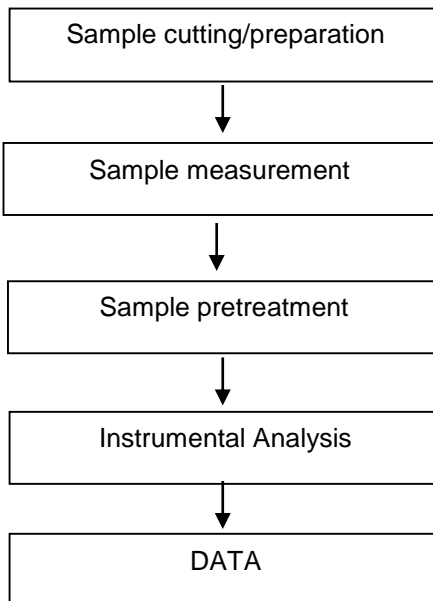 Sample cutting/preparation
Sample measurement
Sample pretreatment
Instrumental Analysis
DATA